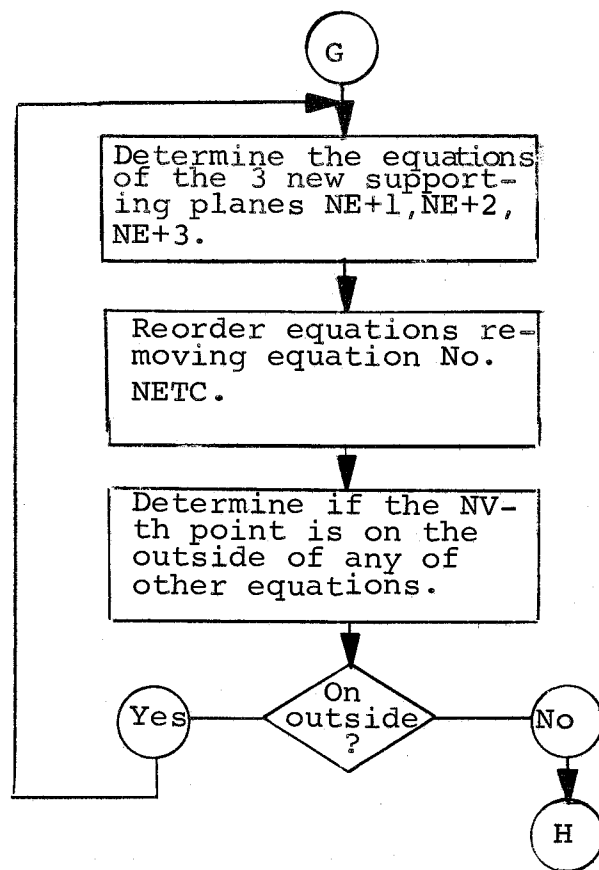 G
Determine the equations
of the 3 new support-
ing planes NE+1,NE+2,
NE+3.
Reorder equations re-
moving equation No.
NETC.
Determine if the NV-
th point is on the
outside of any of
other equations.
On
Yes outside No
?
H